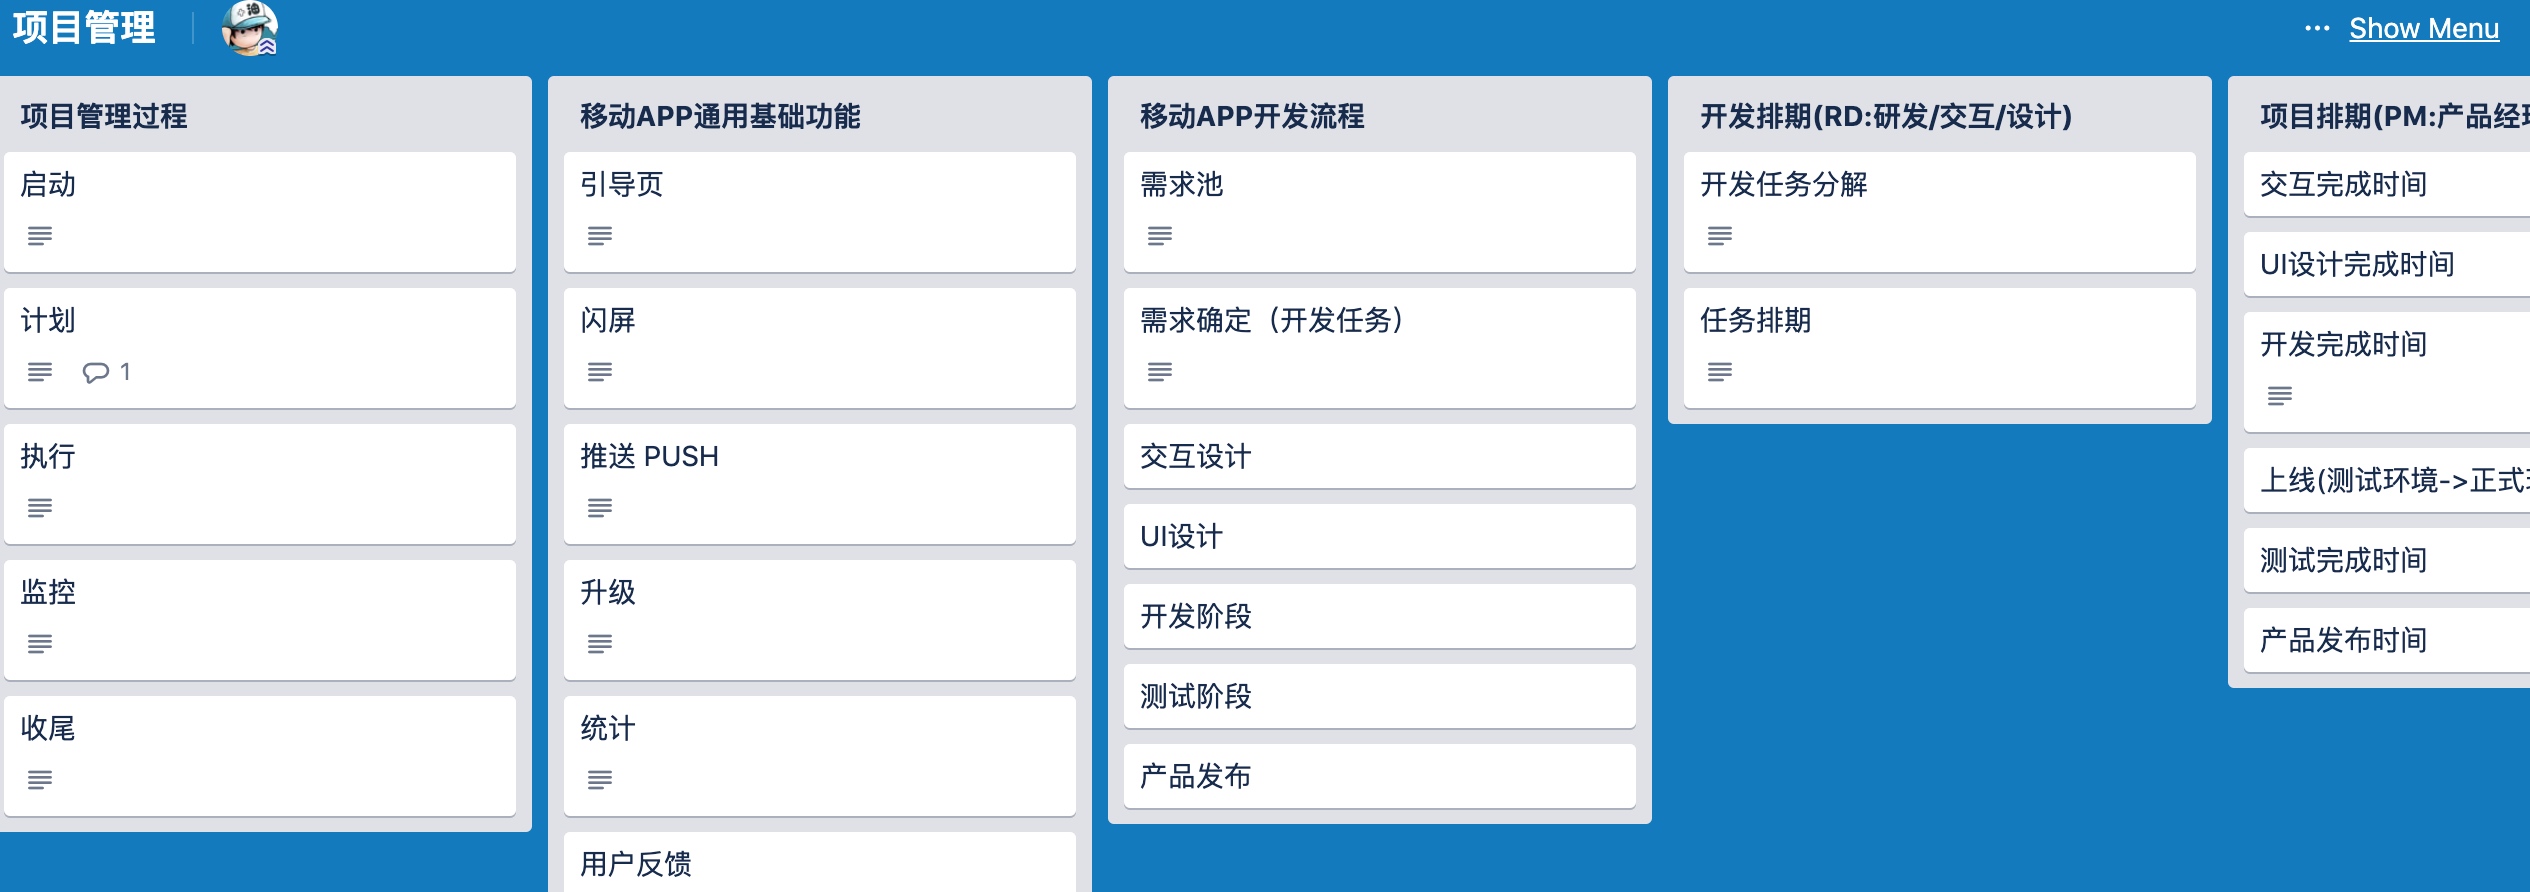 项目管理
Show Menu
项目管理过程
启动
计划
1
执行
监控
收尾
移动APP通用基础功能
引导页
闪屏
推送 PUSH
升级
统计
用户反馈
移动APP开发流程
需求池
需求确定（开发任务）
交互设计
UI设计
开发阶段
测试阶段
产品发布
开发排期(RD:研发/交互/设计)
开发任务分解
任务排期
项目排期(PM:产品经
交互完成时间
UI设计完成时间
开发完成时间
上线(测试环境->正式
测试完成时间
产品发布时间